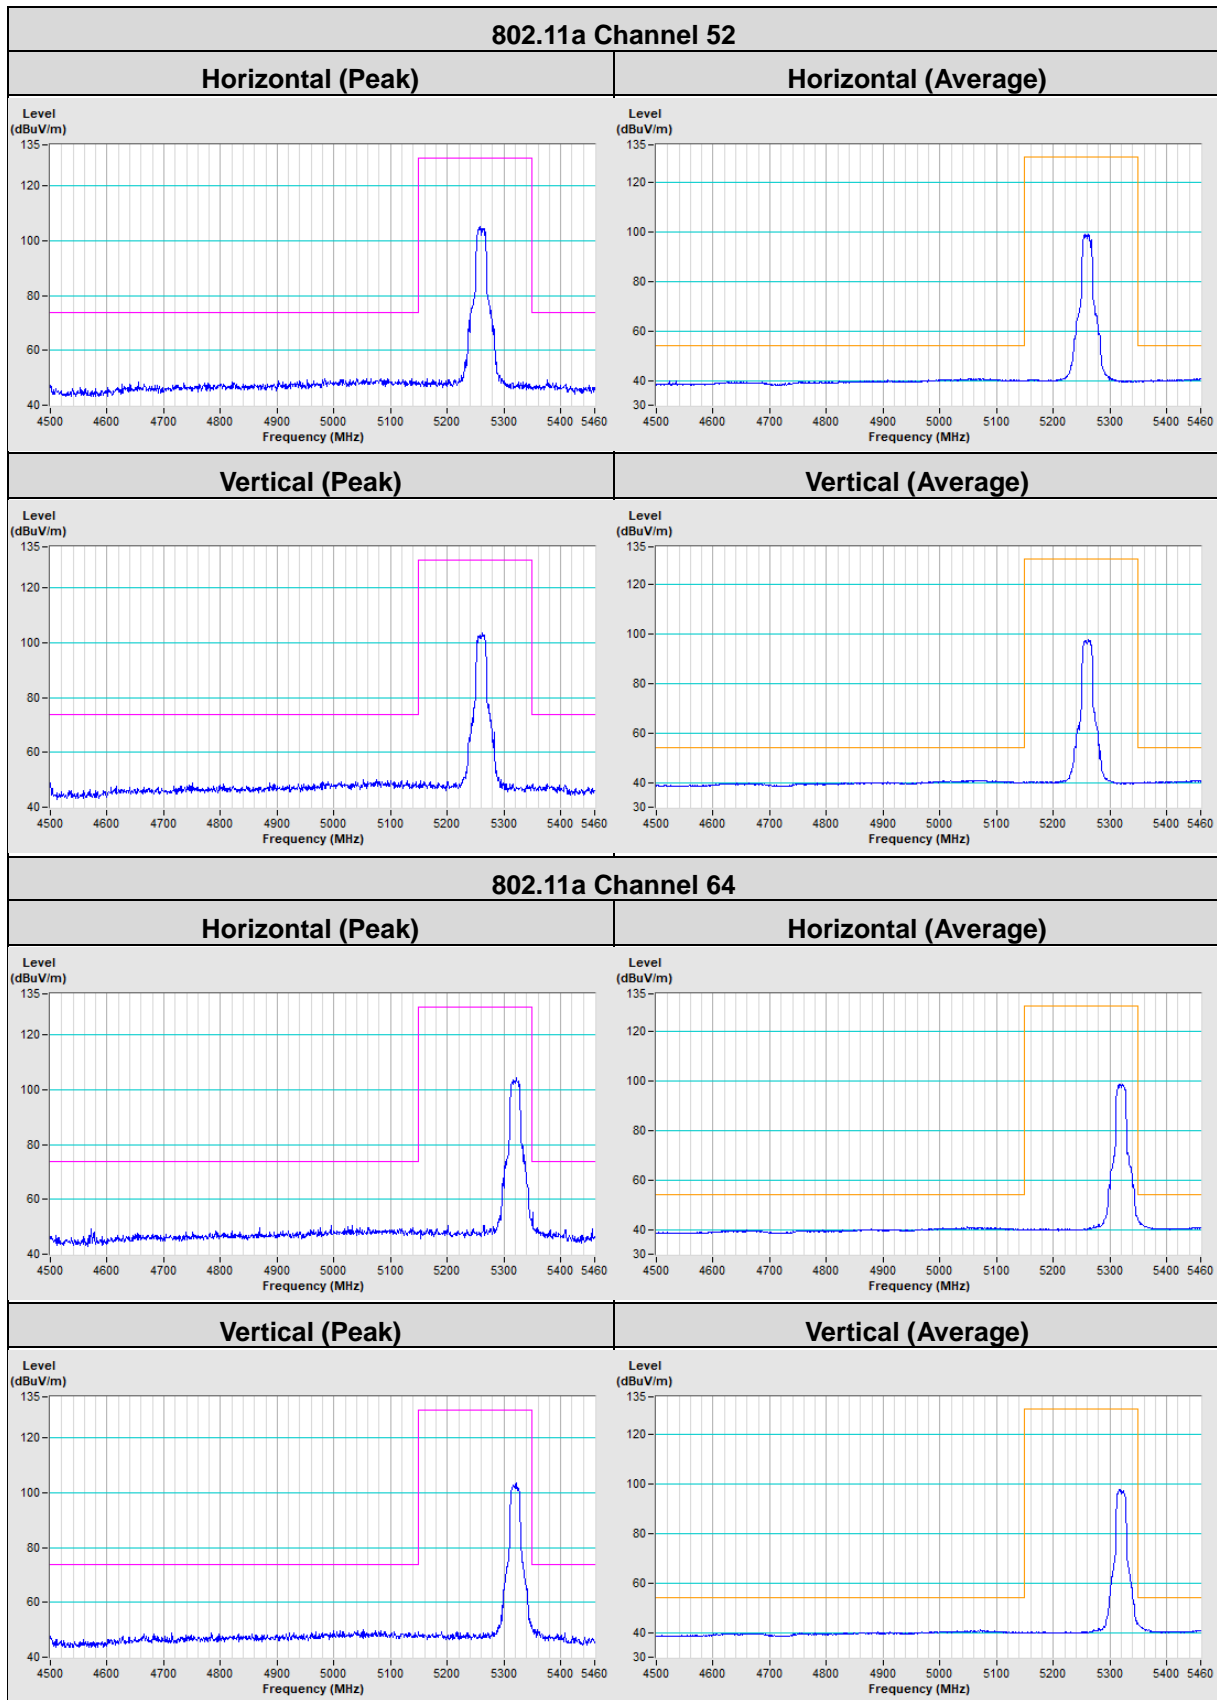 802.11a Channel 52
Horizontal (Peak) Horizontal (Average)
Level Level
(dBuV/m) (dBuV/m)
135 135
120 120
100 100
80 80
60 60
40 40
30
4500 4600 4700 4800 4900 5000 5100 5200 5300 5400 5460 4500 4600 4700 4800 4900 5000 5100 5200 5300 5400 5460
Frequency (MHz) Frequency (MHz)
Vertical (Peak) Vertical (Average)
Level Level
(dBuV/m) (dBuV/m)
135 135
120 120
100 100
80 80
60 60
40 40
30
4500 4600 4700 4800 4900 5000 5100 5200 5300 5400 5460 4500 4600 4700 4800 4900 5000 5100 5200 5300 5400 5460
Frequency (MHz) Frequency (MHz)
802.11a Channel 64
Horizontal (Peak) Horizontal (Average)
Level Level
(dBuV/m) (dBuV/m)
135 135
120 120
100 100
80 80
60 60
40 40
30
4500 4600 4700 4800 4900 5000 5100 5200 5300 5400 5460 4500 4600 4700 4800 4900 5000 5100 5200 5300 5400 5460
Frequency (MHz) Frequency (MHz)
Vertical (Peak) Vertical (Average)
Level Level
(dBuV/m) (dBuV/m)
135 135
120 120
100 100
80 80
60 60
40 40
30
4500 4600 4700 4800 4900 5000 5100 5200 5300 5400 5460 4500 4600 4700 4800 4900 5000 5100 5200 5300 5400 5460
Frequency (MHz) Frequency (MHz)